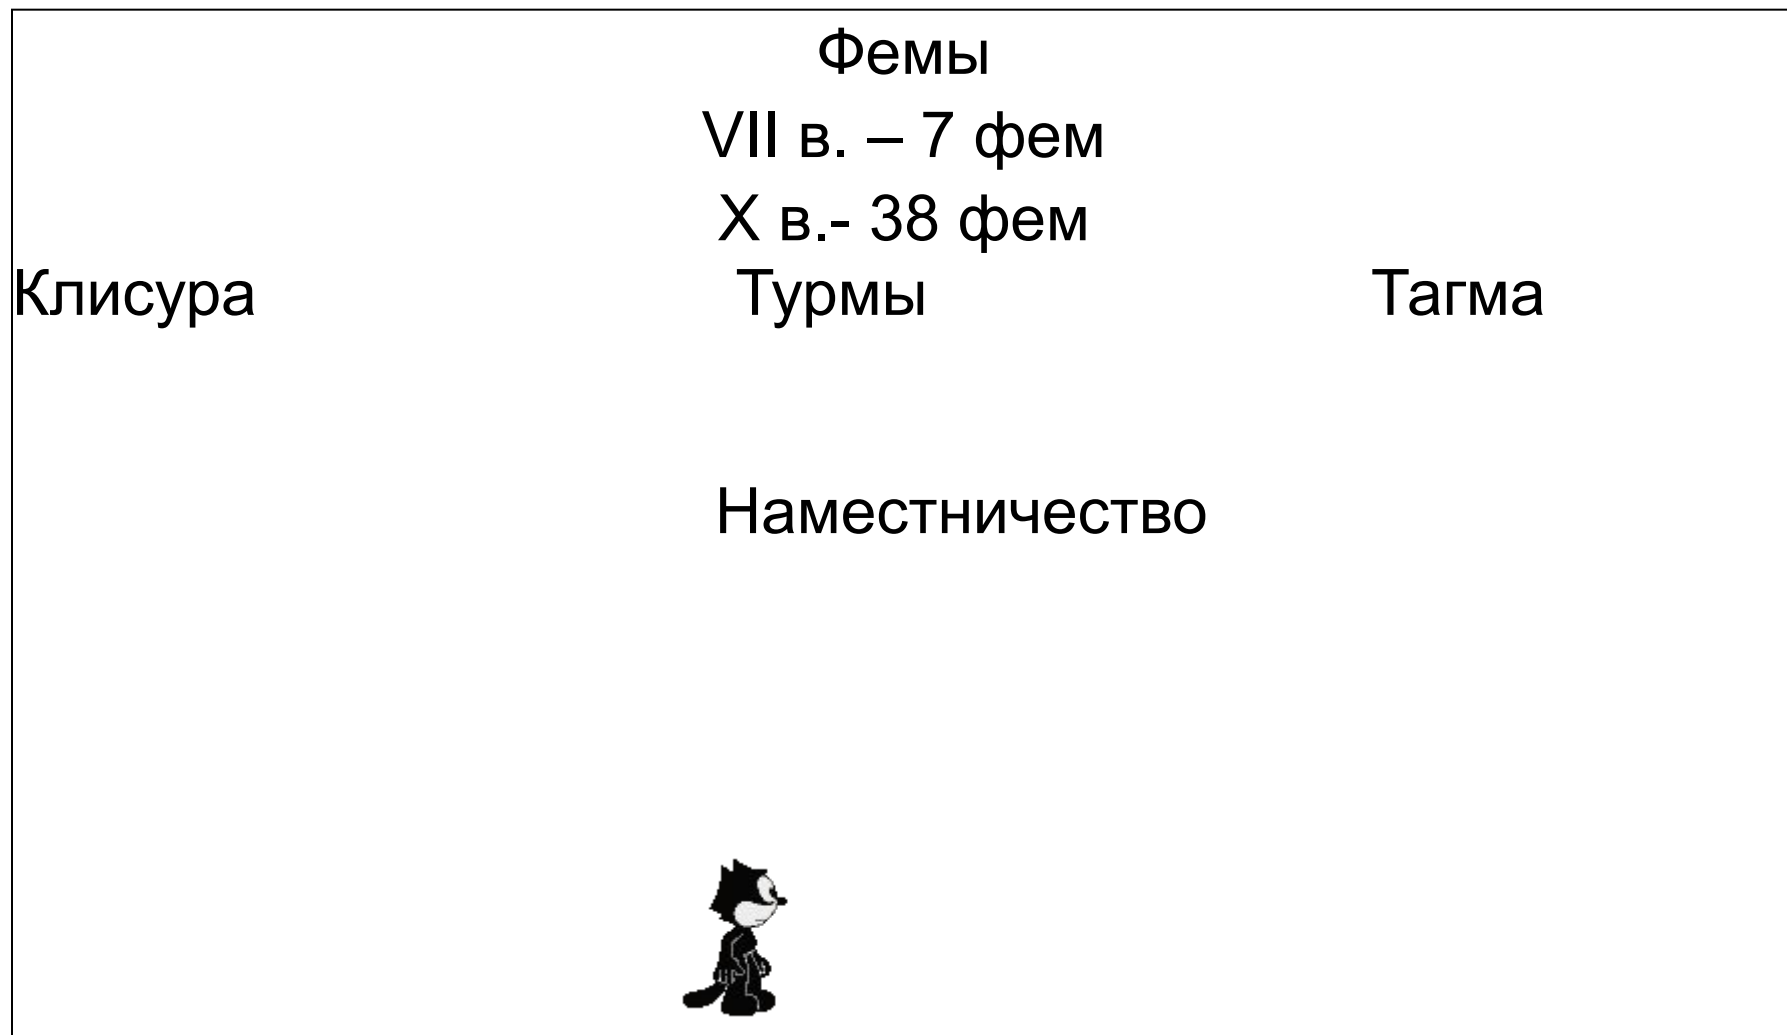 Фемы
VII в. – 7 фем
X в.- 38 фем
Клисура Турмы Тагма
Наместничество